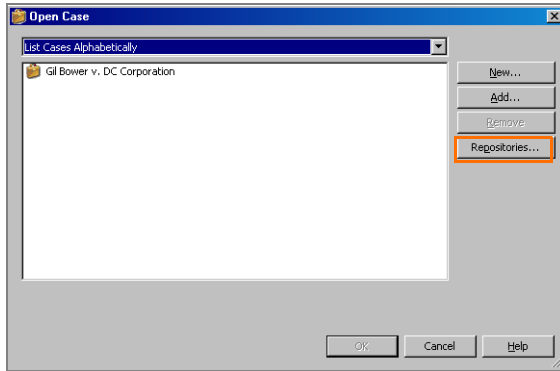 Open Case
List Cases Alphabetically
Gil Bower v. DC Corporation
New...
Add...
Remove
Repositories...
OK
Cancel
Help